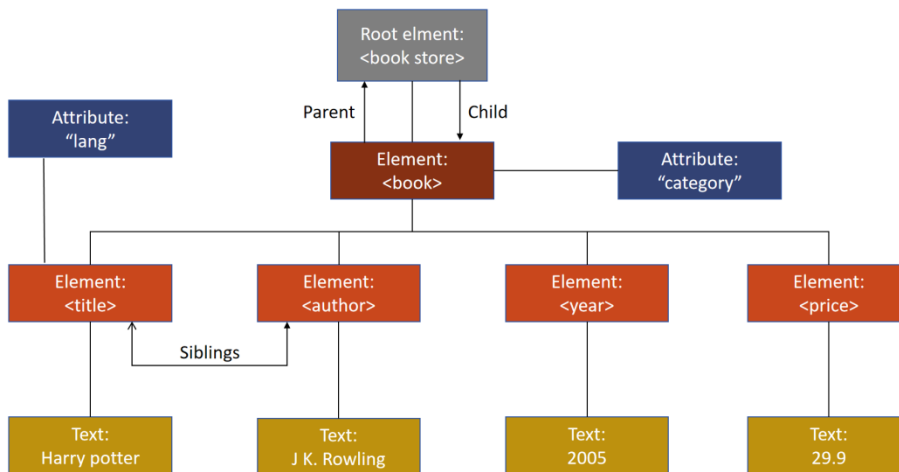 Root elment:
<book store>
Parent
Child
Attribute:
“lang”
Element:
<book>
Attribute:
“category”
Element:
<title>
Element:
<author>
Element:
<year>
Element:
<price>
Siblings
Text:
Harry potter
Text:
J K. Rowling
Text:
2005
Text:
29.9